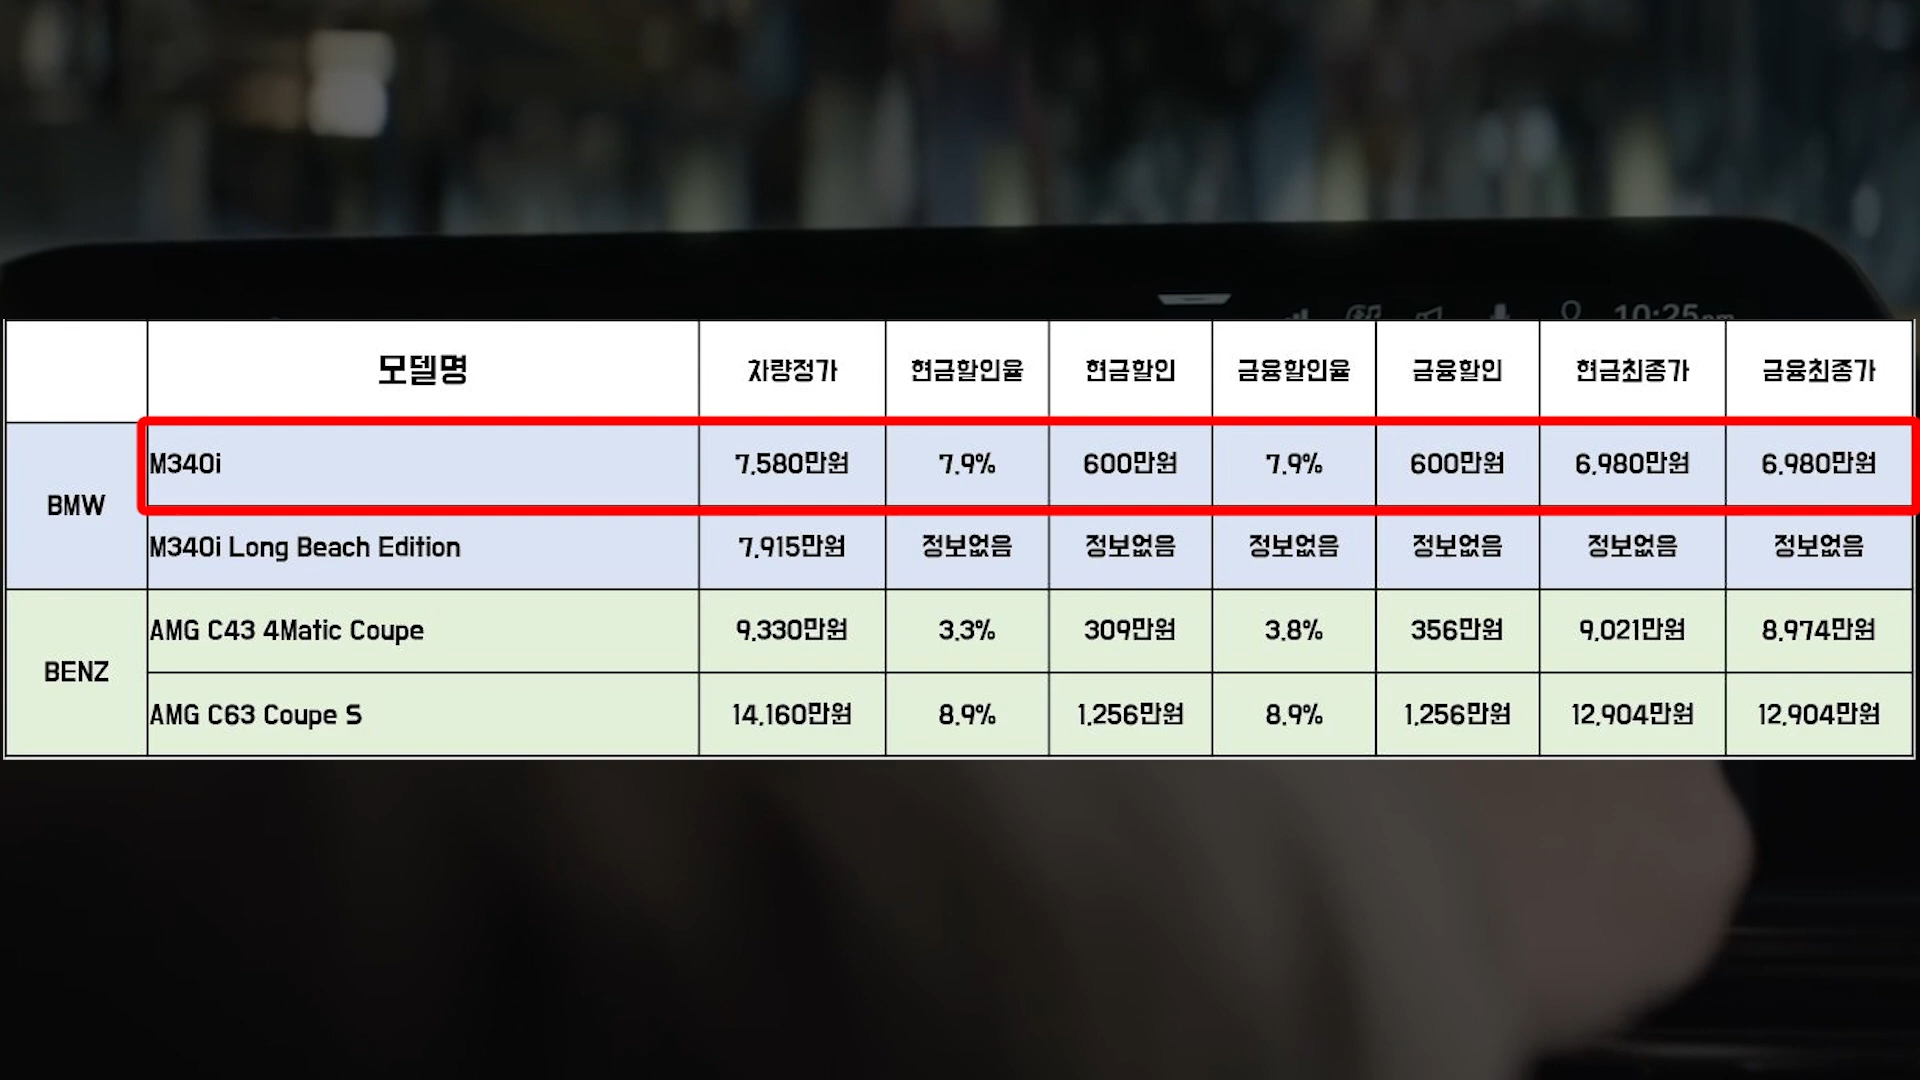 10:25pm
모델명 차량정가 현금할인율 현금할인 금융할인율 금융할인 현금최종가 금융최종가
BMW
M340i 7,580만원 7.9% 600만원 7.9% 600만원 6,980만원 6,980만원
M340i Long Beach Edition 7,915만원 정보없음 정보없음 정보없음 정보없음 정보없음 정보없음
BENZ
AMG C43 4Matic Coupe 9,330만원 3.3% 309만원 3.8% 356만원 9,021만원 8,974만원
AMG C63 Coupe S 14,160만원 8.9% 1,256만원 8.9% 1,256만원 12,904만원 12,904만원